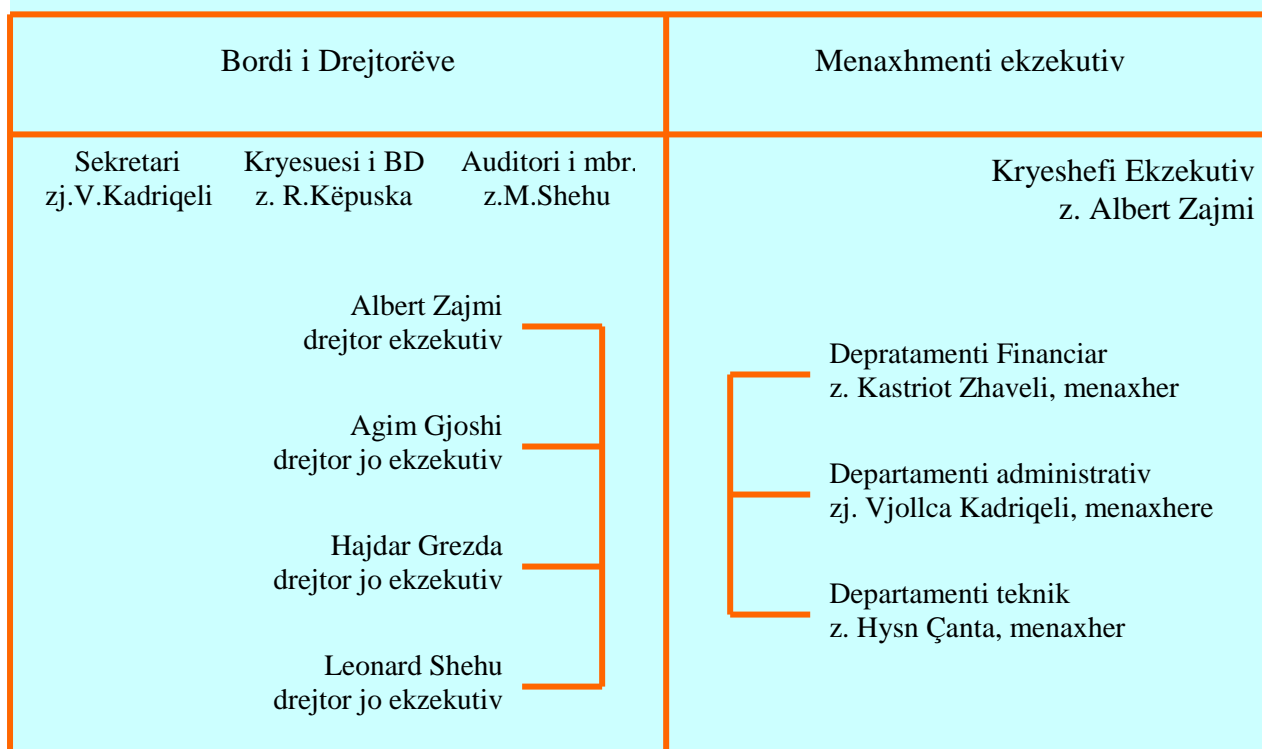 Bordi i Drejtorëve
Menaxhmenti ekzekutiv
Sekretari
zj.V.Kadriqeli
Kryesuesi i BD
z. R.Këpuska
Auditori i mbr.
z.M.Shehu
Albert Zajmi
drejtor ekzekutiv
Agim Gjoshi
drejtor jo ekzekutiv
Hajdar Grezda
drejtor jo ekzekutiv
Leonard Shehu
drejtor jo ekzekutiv
Kryeshefi Ekzekutiv
z. Albert Zajmi
Depratamenti Financiar
z. Kastriot Zhaveli, menaxher
Departamenti administrativ
zj. Vjollca Kadriqeli, menaxhere
Departamenti teknik
z. Hysn Çanta, menaxher